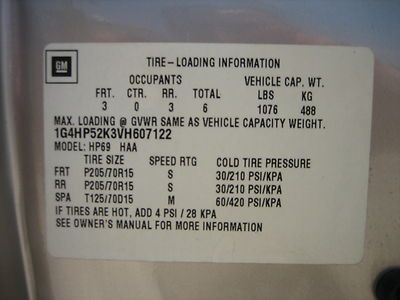 GM
TIRE-LOADING INFORMATION
OCCUPANTS VEHICLE CAP. WT.
FRT. CTR. RR. TOTAL LBS KG
3 0 3 6 1076 488
MAX. LOADING @ GVWR SAME AS VEHICLE CAPACITY WEIGHT.
1G4HP52K3VH607122
MODEL: HP69 HAA
TIRE SIZE SPEED RTG COLD TIRE PRESSURE
FRT P205/70R15 S 30/210 PSI/KPA
RR P205/70R15 S 30/210 PSI/KPA
SPA T125/70D15 M 60/420 PSI/KPA
IF TIRES ARE HOT, ADD 4 PSI / 28 KPA
SEE OWNER'S MANUAL FOR MORE INFORMATION